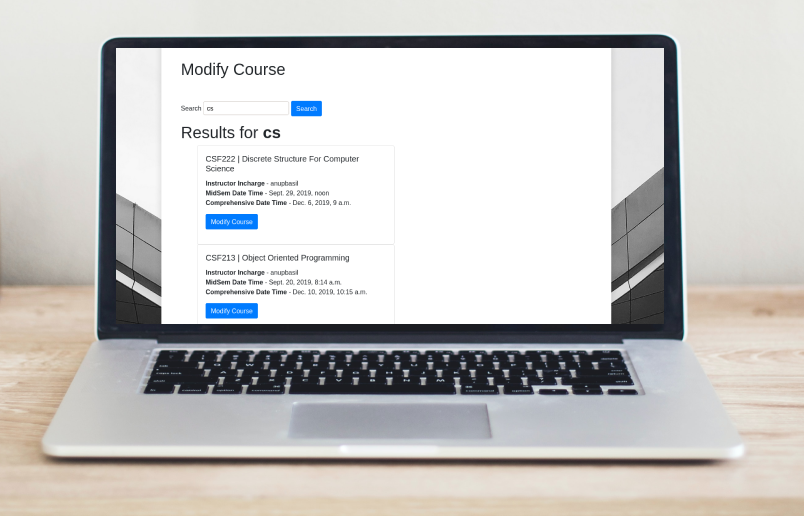 Modify Course
Search cs Search
Results for cs
CSF222 | Discrete Structure For Computer
Science
Instructor Incharge - anupbasil
MidSem Date Time - Sept. 29, 2019, noon
Comprehensive Date Time - Dec. 6, 2019, 9 a.m.
Modify Course
CSF213 | Object Oriented Programming
Instructor Incharge - anupbasil
MidSem Date Time - Sept. 20, 2019, 8:14 a.m.
Comprehensive Date Time - Dec. 10, 2019, 10:15 a.m.
Modify Course